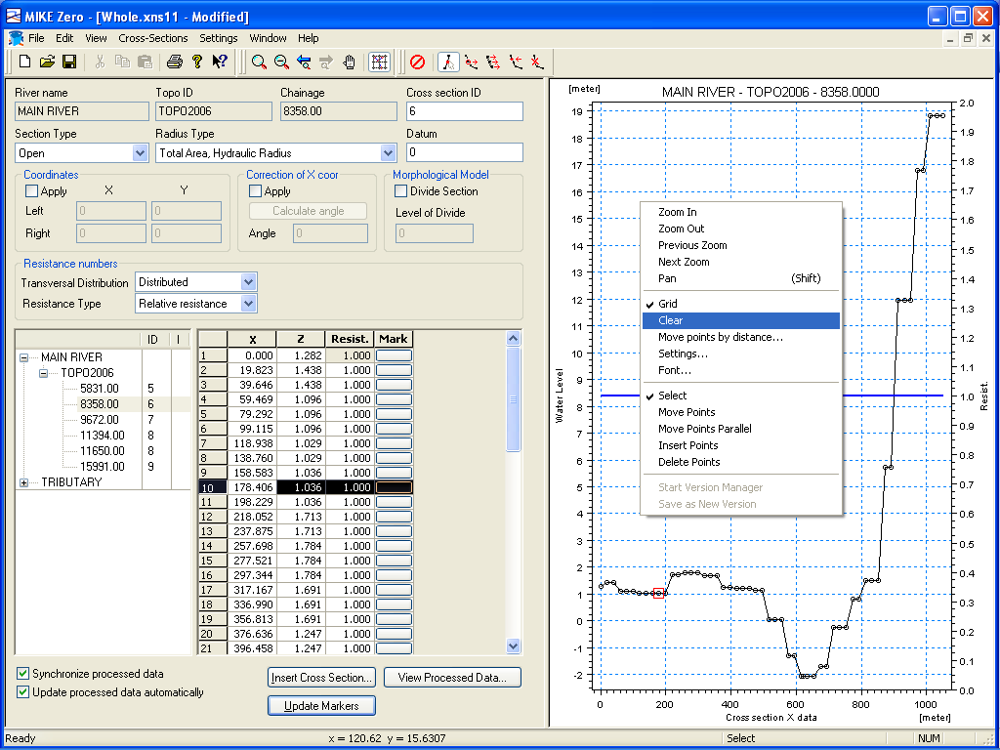 MIKE Zero - [Whole.xns11 - Modified]
File Edit View Cross-Sections Settings Window Help
River name Topo ID Chainage Cross section ID
MAIN RIVER TOPO2006 8358.00 6
Section Type Radius Type Datum
Open Total Area, Hydraulic Radius 0
Coordinates
Apply X Y
Left 0 0
Right 0 0
Correction of X coor
Apply
Calculate angle
Angle 0
Morphological Model
Divide Section
Level of Divide
0
Resistance numbers
Transversal Distribution Distributed
Resistance Type Relative resistance
ID I
MAIN RIVER
TOPO2006
5831.00 5
8358.00 6
9672.00 7
11394.00 8
11650.00 8
15991.00 9
TRIBUTARY
X Z Resist. Mark
1 0.000 1.282 1.000
2 19.823 1.438 1.000
3 39.646 1.438 1.000
4 59.469 1.096 1.000
5 79.292 1.096 1.000
6 99.115 1.096 1.000
7 118.938 1.029 1.000
8 138.760 1.029 1.000
9 158.583 1.036 1.000
10 178.406 1.036 1.000
11 198.229 1.036 1.000
12 218.052 1.713 1.000
13 237.875 1.713 1.000
14 257.698 1.784 1.000
15 277.521 1.784 1.000
16 297.344 1.784 1.000
17 317.167 1.691 1.000
18 336.990 1.691 1.000
19 356.813 1.691 1.000
20 376.636 1.247 1.000
21 396.458 1.247 1.000
Synchronize processed data
Update processed data automatically
Insert Cross Section...
View Processed Data...
Update Markers
[meter]
MAIN RIVER - TOPO2006 - 8358.0000
19
18
17
16
15
14
13
12
11
10
9
8
7
6
5
4
3
2
1
0
-1
-2
Water Level
Zoom In
Zoom Out
Previous Zoom
Next Zoom
Pan (Shift)
Grid
Clear
Move points by distance...
Settings...
Font...
Select
Move Points
Move Points Parallel
Insert Points
Delete Points
Start Version Manager
Save as New Version
2.0
1.9
1.8
1.7
1.6
1.5
1.4
1.3
1.2
1.1
1.0
0.9
0.8
0.7
0.6
0.5
0.4
0.3
0.2
0.1
0.0
Resist.
0 200 400 600 800 1000
Cross section X data [meter]
Ready x = 120.62 y = 15.6307 Select NUM